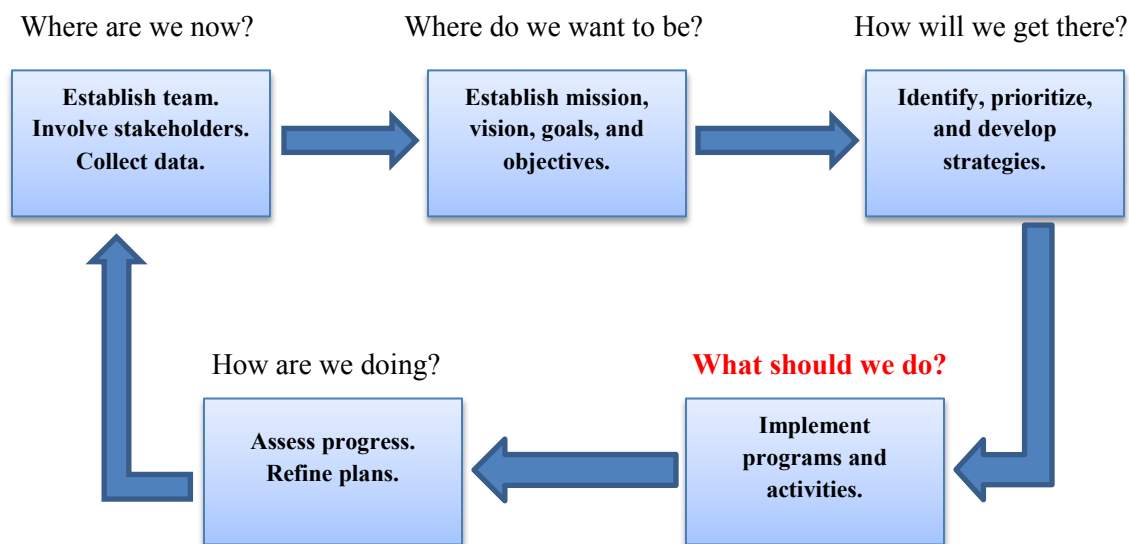 Where are we now?
Where do we want to be?
How will we get there?
Establish team.
Involve stakeholders.
Collect data.
Establish mission,
vision, goals, and
objectives.
Identify, prioritize,
and develop
strategies.
How are we doing?
What should we do?
Assess progress.
Refine plans.
Implement
programs and
activities.